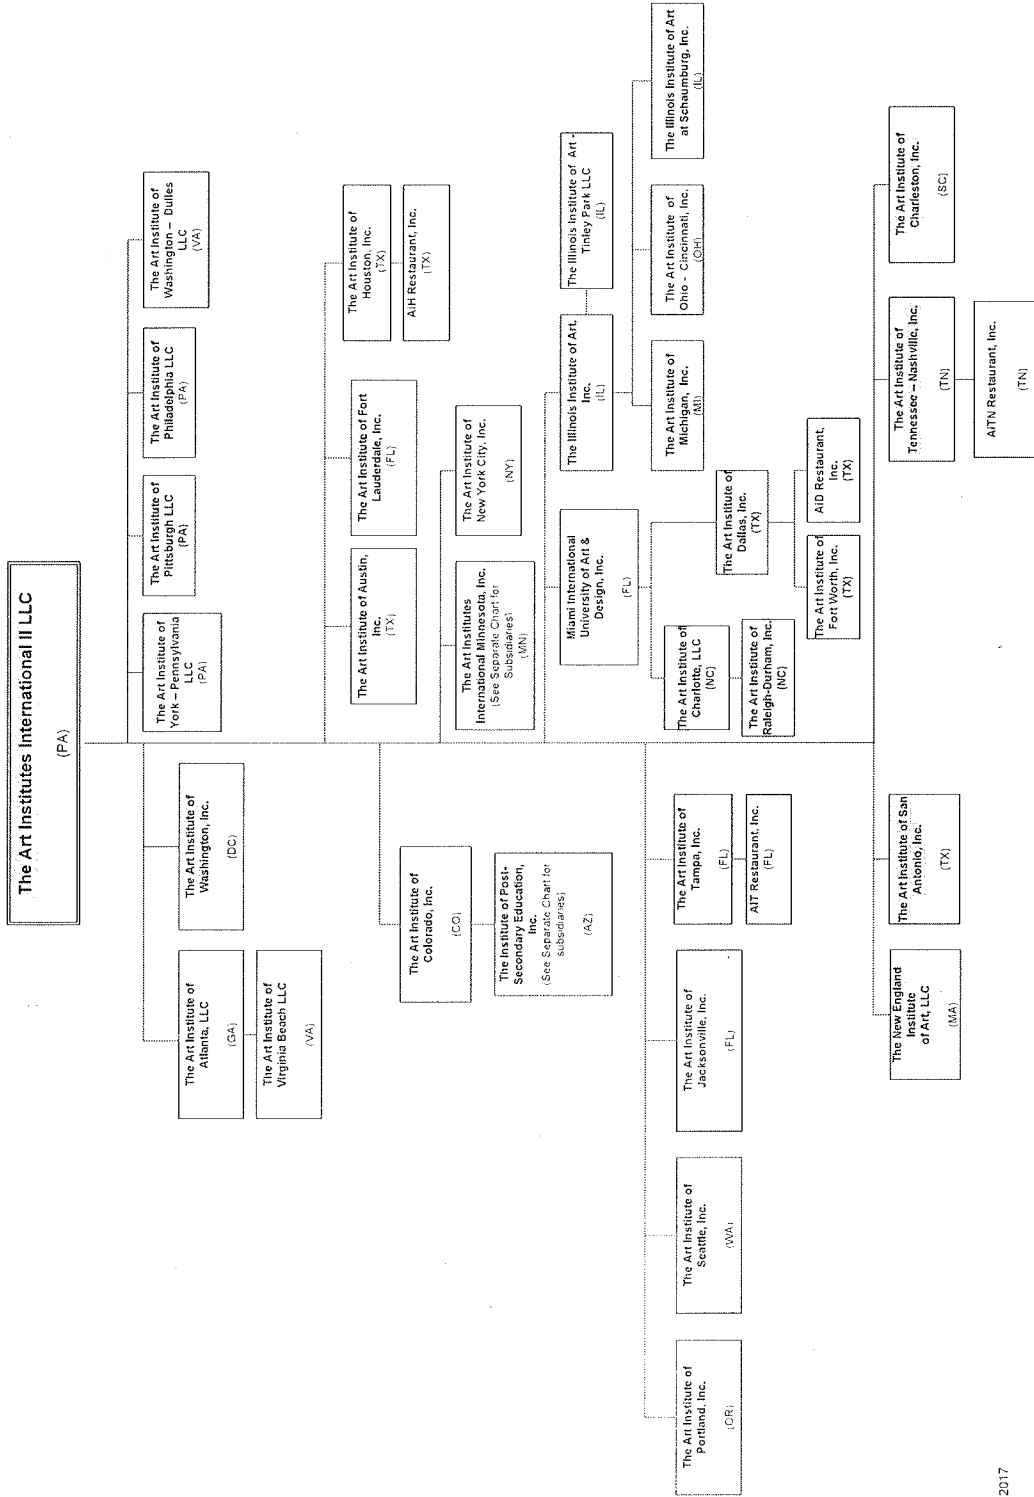 The Art Institutes International II LLC
(PA)
The Art Institute of
Atlanta, LLC
(GA)
The Art Institute of
Virginia Beach LLC
(VA)
The Art Institute of
Washington, Inc.
(DC)
The Art Institute of
York – Pennsylvania
LLC
(PA)
The Art Institute of
Pittsburgh LLC
(PA)
The Art Institute of
Philadelphia LLC
(PA)
The Art Institute of
Washington – Dulles
LLC
(VA)
The Art Institute of Austin,
Inc.
(TX)
The Art Institute of Fort
Lauderdale, Inc.
(FL)
The Art Institute of
Houston, Inc.
(TX)
AiH Restaurant, Inc.
(TX)
The Art Institute of
Colorado, Inc.
(CO)
The Institute of Post-
Secondary Education,
Inc.
(See Separate Chart for
subsidiaries)
(AZ)
The Art Institutes
International Minnesota, Inc.
(See Separate Chart for
Subsidiaries)
(MN)
The Art Institute of
New York City, Inc.
(NY)
Miami International
University of Art &
Design, Inc.
(FL)
The Art Institute of
Charlotte, LLC
(NC)
The Art Institute of
Raleigh-Durham, Inc.
(NC)
The Art Institute of
Dallas, Inc.
(TX)
The Art Institute of
Fort Worth, Inc.
(TX)
AiD Restaurant,
Inc.
(TX)
The Illinois Institute of Art,
Inc.
(IL)
The Illinois Institute of Art -
Tinley Park LLC
(IL)
The Art Institute of
Michigan, Inc.
(MI)
The Art Institute of
Ohio - Cincinnati, Inc.
(OH)
The Illinois Institute of Art
at Schaumburg, Inc.
(IL)
The Art Institute of
Portland, Inc.
(OR)
The Art Institute of
Seattle, Inc.
(WA)
The Art Institute of
Jacksonville, Inc.
(FL)
The Art Institute of
Tampa, Inc.
(FL)
AIT Restaurant, Inc.
(FL)
The New England
Institute
of Art, LLC
(MA)
The Art Institute of San
Antonio, Inc.
(TX)
The Art Institute of
Tennessee – Nashville, Inc.
(TN)
AiTN Restaurant, Inc.
(TN)
The Art Institute of
Charleston, Inc.
(SC)
2017